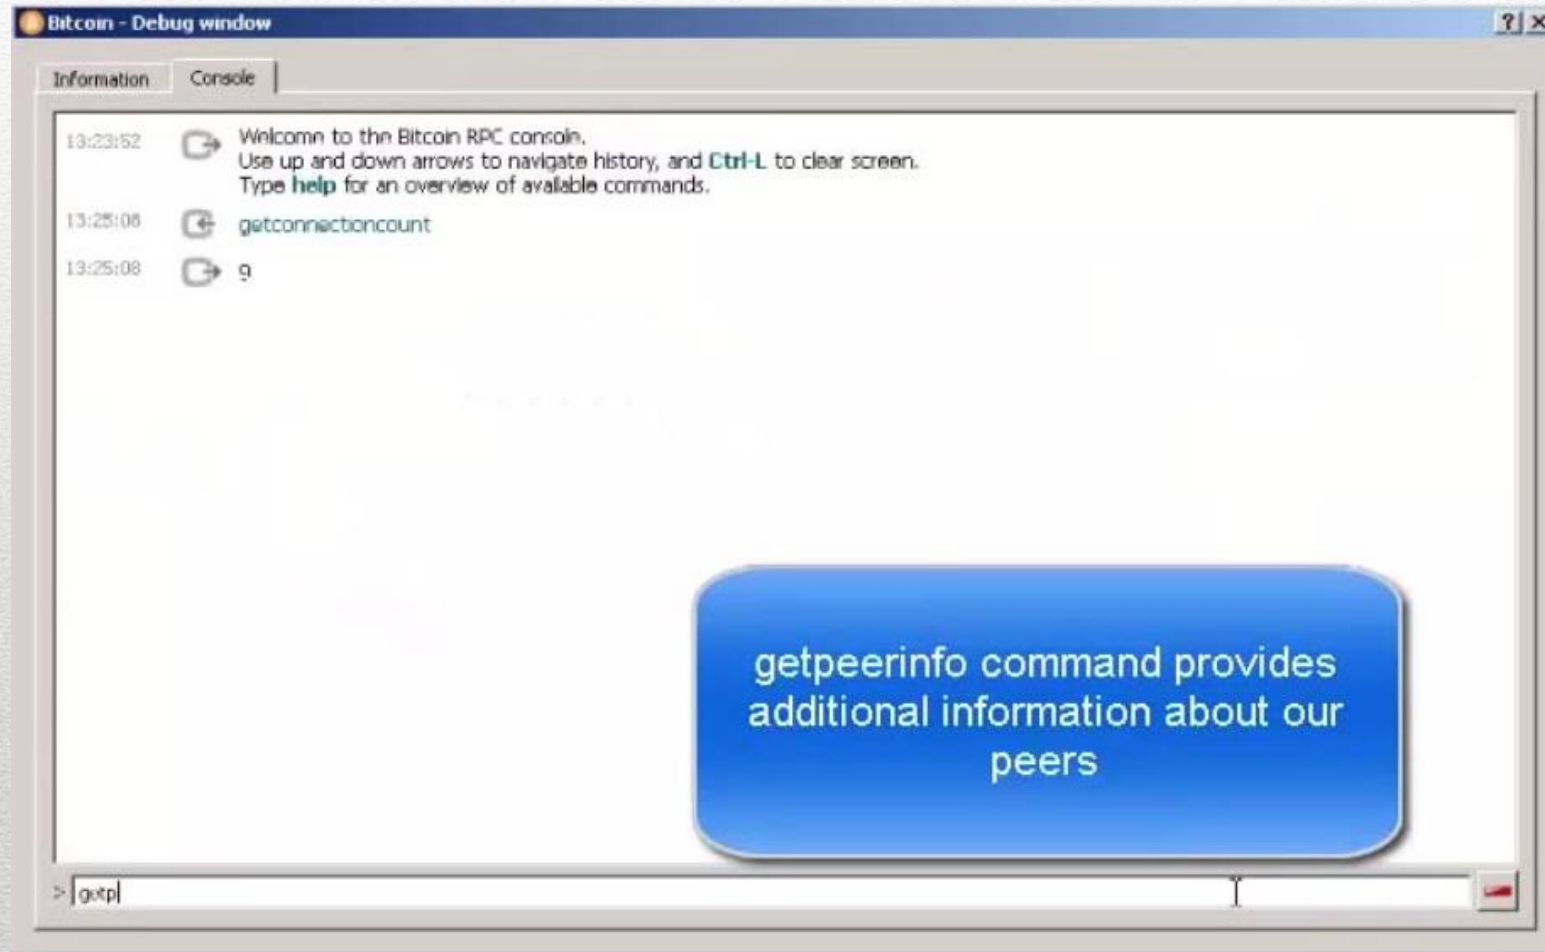 Bitcoin - Debug window
Information Console
13:23:52 Welcome to the Bitcoin RPC console.
Use up and down arrows to navigate history, and Ctrl-L to clear screen.
Type help for an overview of available commands.
13:25:08 getconnectioncount
13:25:08 9
getpeerinfo command provides
additional information about our
peers
> getp